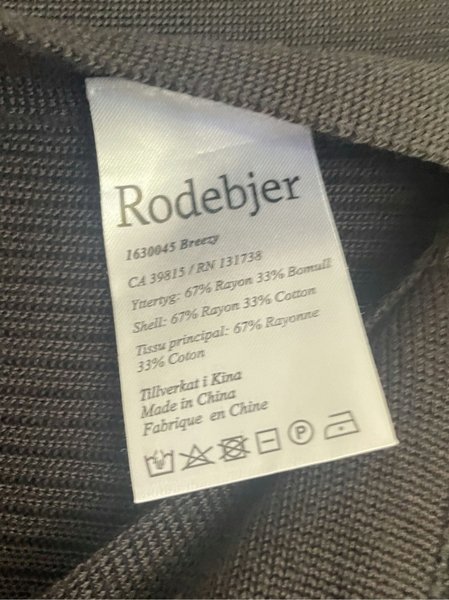 Rodebjer
1630045 Breezy
CA 39815 / RN 131738
Yttertyg: 67% Rayon 33% Bomull
Shell: 67% Rayon 33% Cotton
Tissu principal: 67% Rayonne
33% Coton
Tillverkat i Kina
Made in China
Fabrique en Chine
P